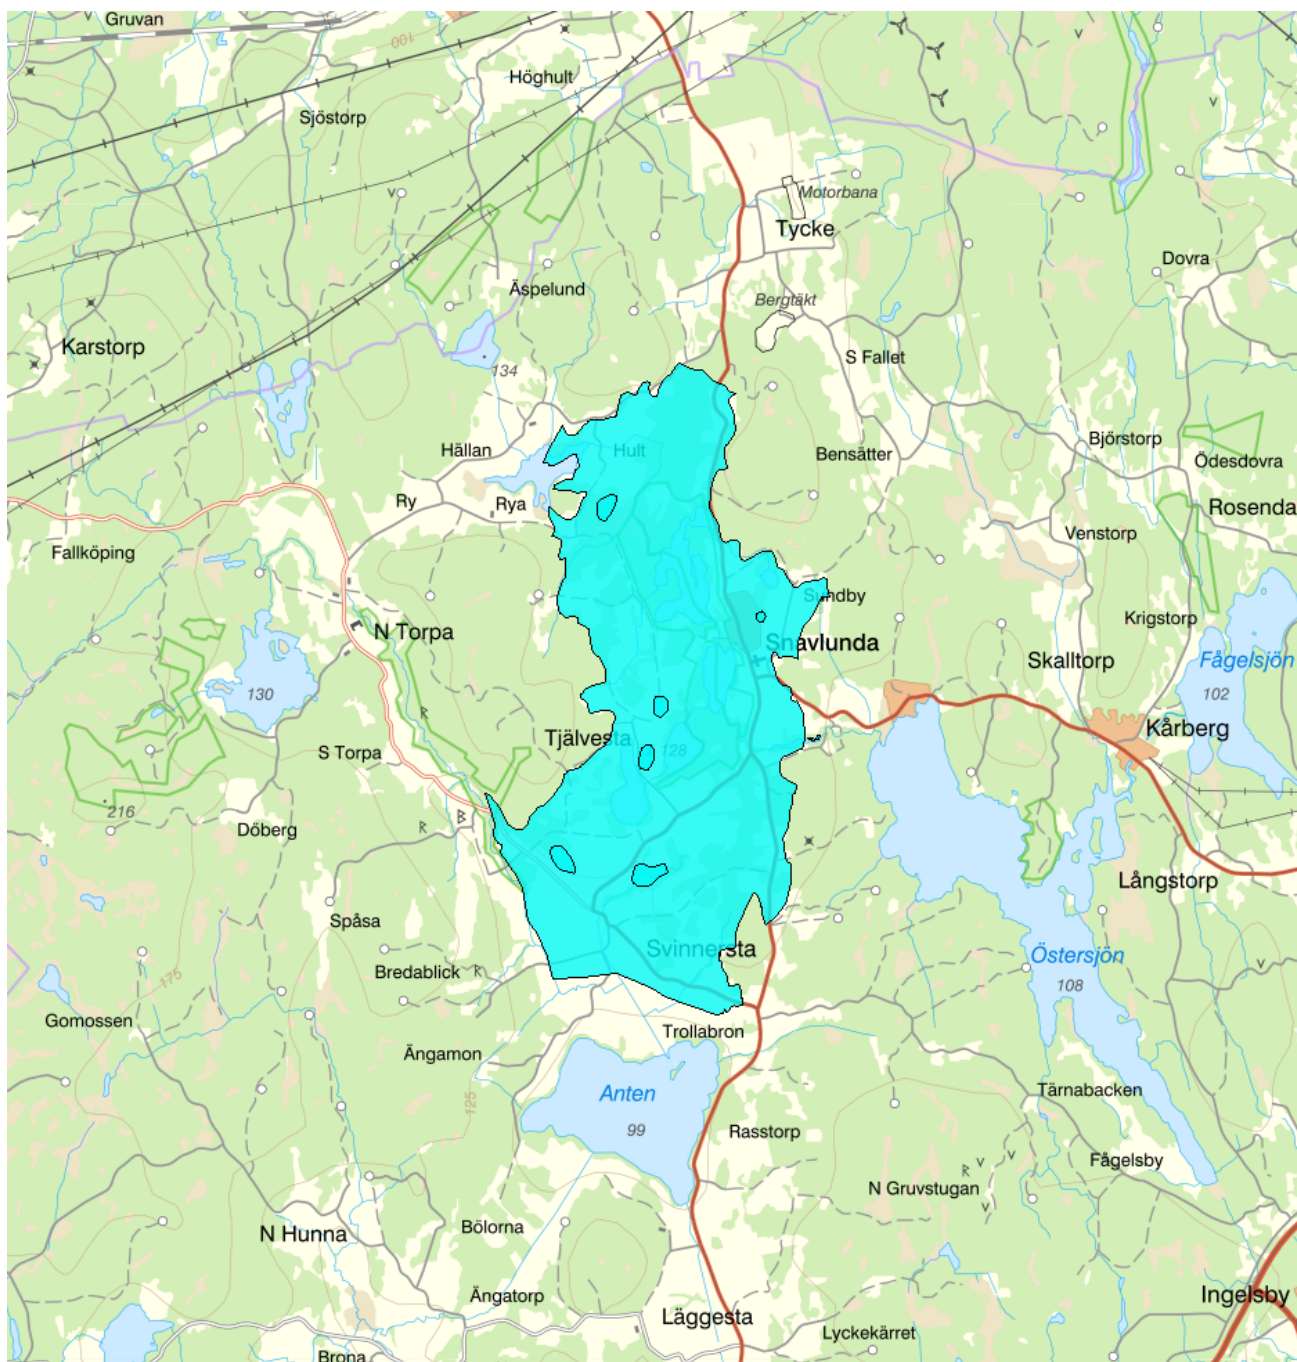 Gruvan
100
Höghult
Sjöstorp
Motorbana
Tycke
Dovra
Äspelund
Bergtäkt
Karstorp
S Fallet
134
Björstorp
Hällan
Hult
Bensätter
Ödesdovra
Ry
Rya
Rosenda
Venstorp
Fallköping
Sundby
Krigstorp
N Torpa
Snavlunda
Skalltorp
Fågelsjön
130
102
Kårberg
Tjälvesta
128
S Torpa
216
Döberg
R
R
B
Långstorp
Spåsa
Svinnersta
Östersjön
Bredablick
R
175
108
Gomossen
Trollabron
Ängamon
Anten
Tärnabacken
125
99
Rasstorp
Fågelsby
R
N Gruvstugan
Bölorna
N Hunna
Ängatorp
Ingelsby
Läggesta
Lyckekärret
Brona